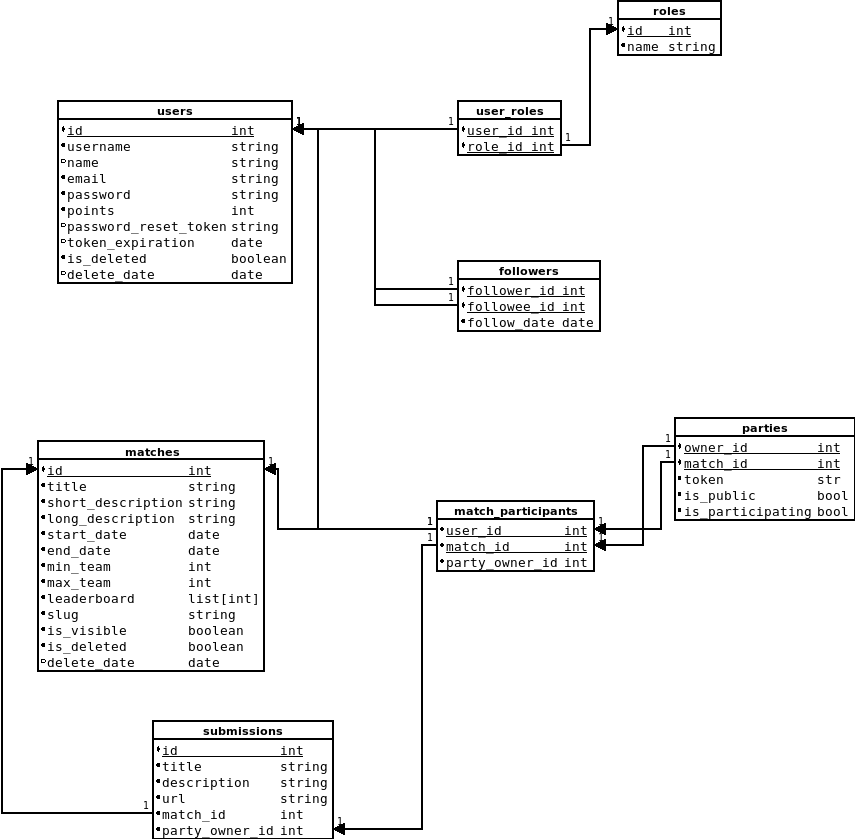 roles
id int
name string
1
users
id int
username string
name string
email string
password string
points int
password_reset_token string
token_expiration date
is_deleted boolean
delete_date date
1
1
user_roles
user_id int
role_id int
1
followers
follower_id int
followee_id int
follow_date date
1
1
parties
owner_id int
match_id int
token str
is_public bool
is_participating bool
1
1
matches
id int
title string
short_description string
long_description string
start_date date
end_date date
min_team int
max_team int
leaderboard list[int]
slug string
is_visible boolean
is_deleted boolean
delete_date date
1
1
match_participants
user_id int
match_id int
party_owner_id int
1
1
1
1
submissions
id int
title string
description string
url string
match_id int
party_owner_id int
1
1